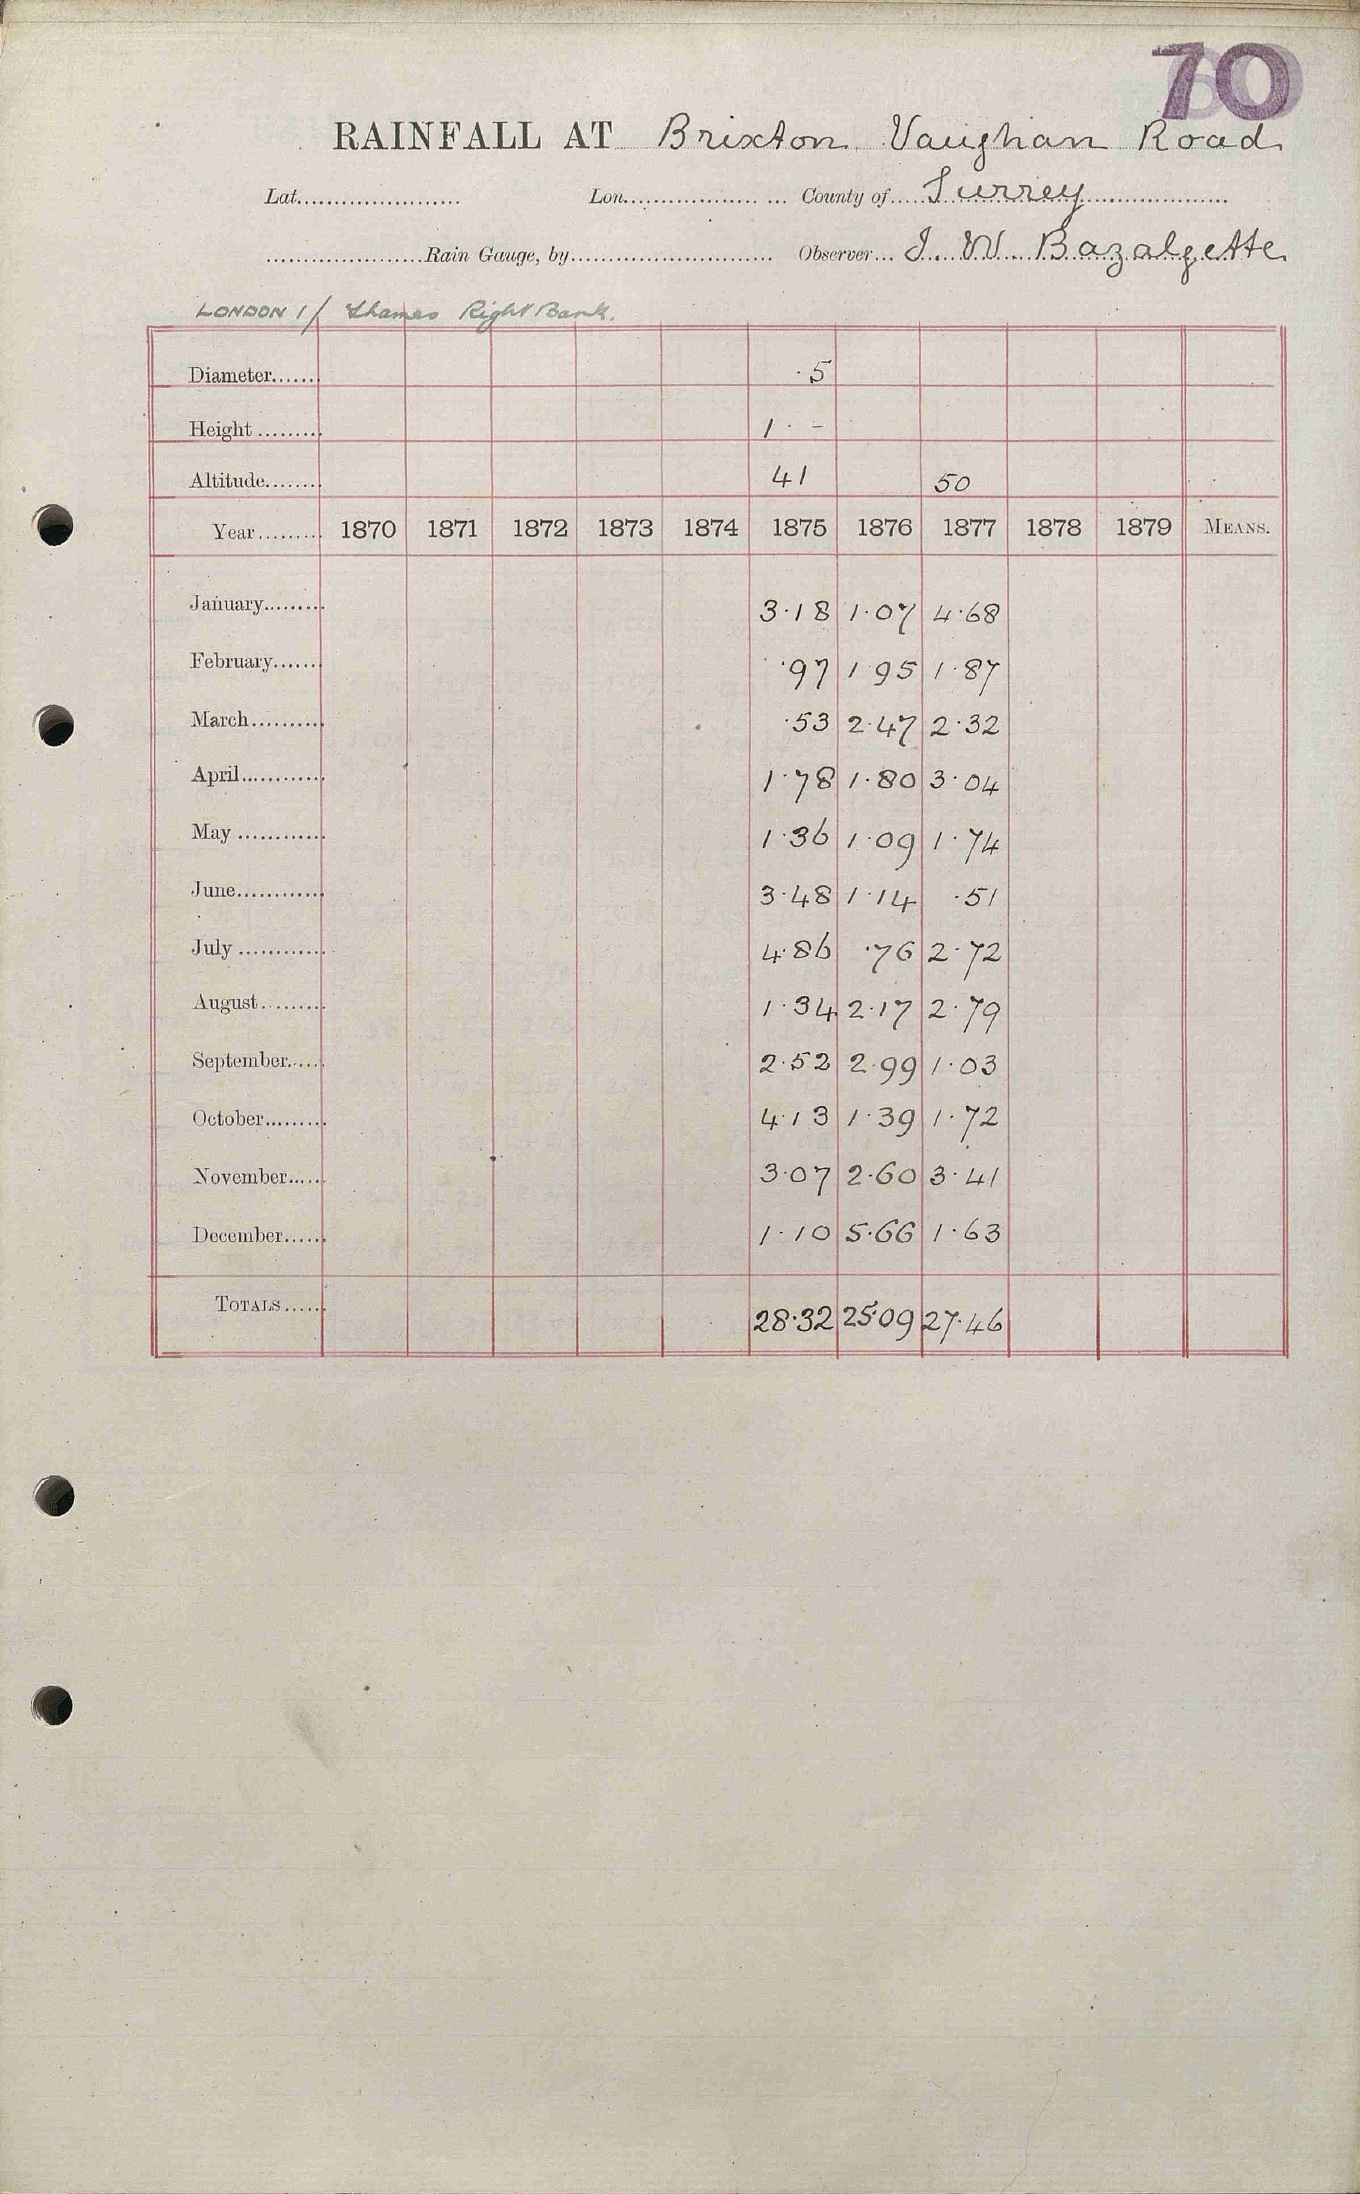 70
RAINFALL AT Brixton Vaughan Road
Lat. Lon. County of Surrey
Rain Gauge, by Observer J. W. Bazalgette
LONDON 1/ Thames Right Bank.
Diameter ·5
Height 1 · -
Altitude 41 50
Year 1870 1871 1872 1873 1874 1875 1876 1877 1878 1879 MEANS.
January 3·18 1·07 4·68
February ·97 1·95 1·87
March ·53 2·47 2·32
April 1·78 1·80 3·04
May 1·36 1·09 1·74
June 3·48 1·14 ·51
July 4·86 ·76 2·72
August 1·34 2·17 2·79
September 2·52 2·99 1·03
October 4·13 1·39 1·72
November 3·07 2·60 3·41
December 1·10 5·66 1·63
TOTALS 28·32 25·09 27·46